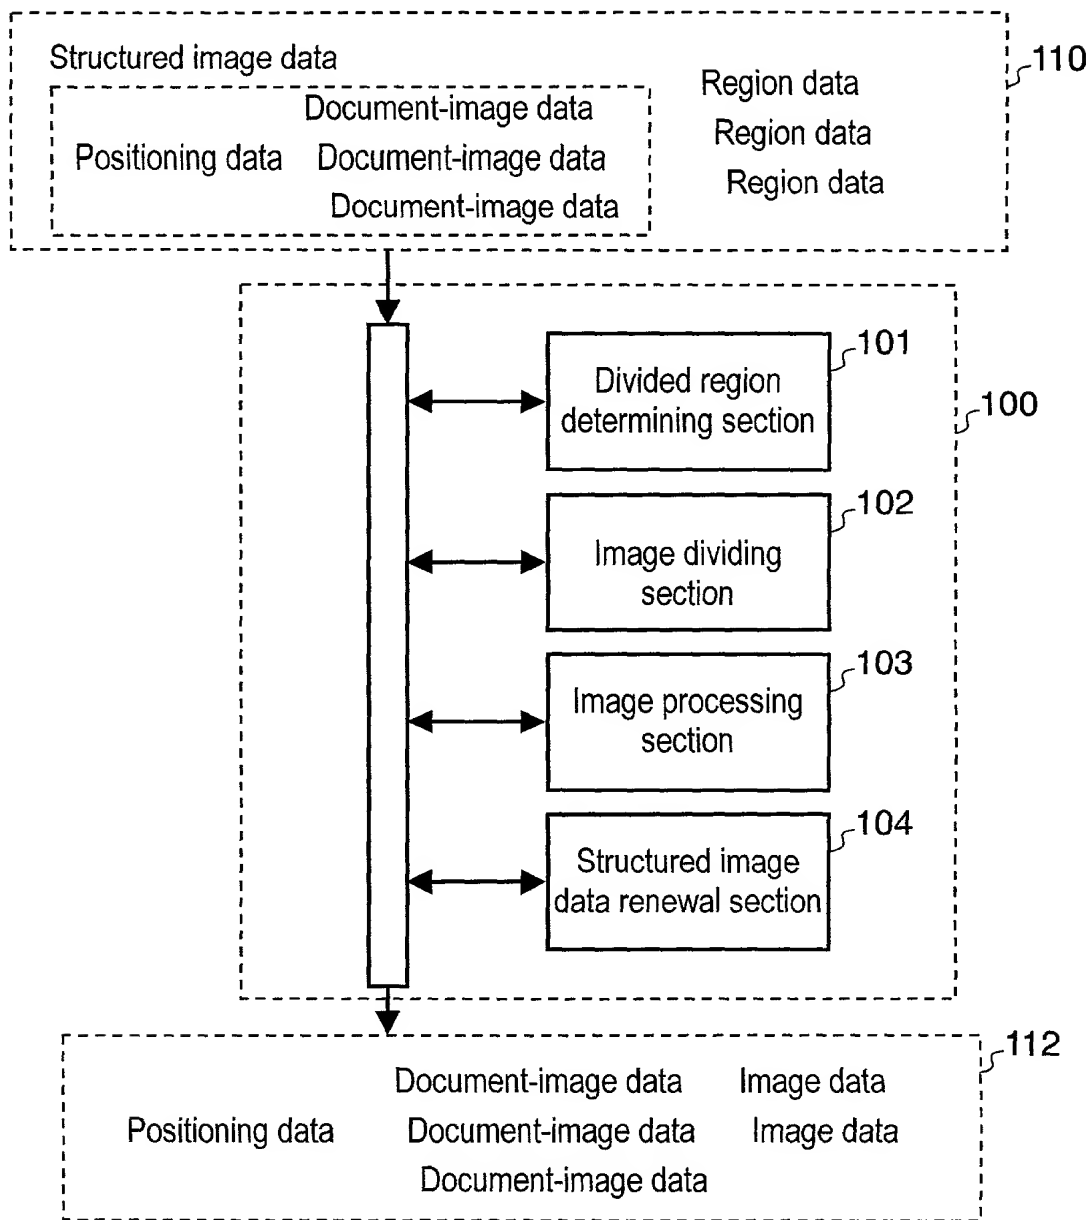 Structured image data
Document-image data
Positioning data Document-image data
Document-image data
Region data
Region data
Region data
110
Divided region
determining section
101
100
Image dividing
section
102
Image processing
section
103
Structured image
data renewal section
104
112
Document-image data Image data
Positioning data Document-image data Image data
Document-image data